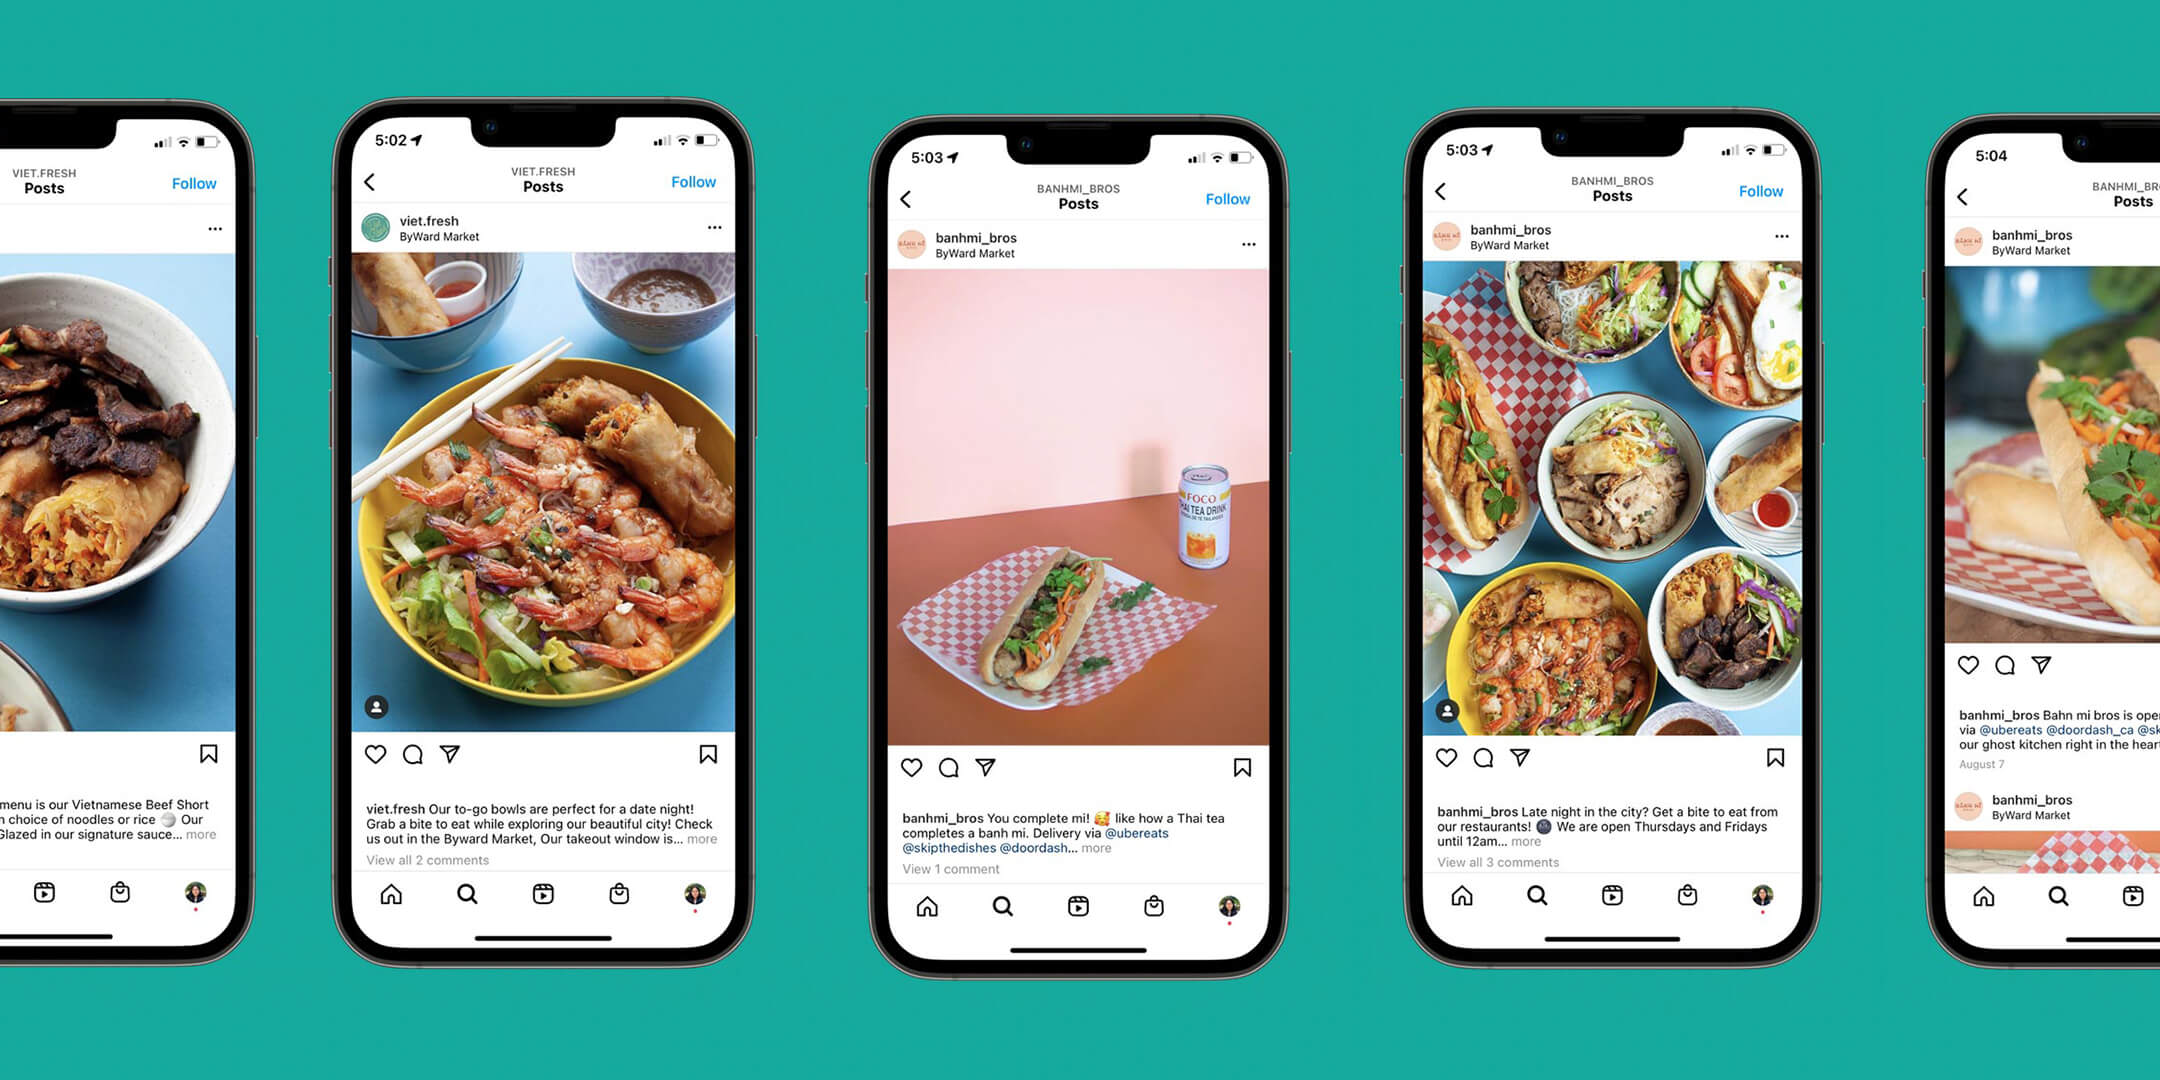 VIET.FRESH
Posts
Follow
menu is our Vietnamese Beef Short
choice of noodles or rice 🍚 Our
Glazed in our signature sauce... more
5:02
VIET.FRESH
Posts
Follow
viet.fresh
ByWard Market
viet.fresh Our to-go bowls are perfect for a date night!
Grab a bite to eat while exploring our beautiful city! Check
us out in the Byward Market, Our takeout window is... more
View all 2 comments
5:03
BANHMI_BROS
Posts
Follow
banhmi_bros
ByWard Market
FOCO
THAI TEA DRINK
banhmi_bros You complete mi! 🥰 like how a Thai tea
completes a banh mi. Delivery via @ubereats
@skipthedishes @doordash... more
View 1 comment
5:03
BANHMI_BROS
Posts
Follow
banhmi_bros
ByWard Market
banhmi_bros Late night in the city? Get a bite to eat from
our restaurants! 🌚 We are open Thursdays and Fridays
until 12am... more
View all 3 comments
5:04
BANHMI_BRO
Posts
banhmi_bros
ByWard Market
banhmi_bros Bahn mi bros is ope
via @ubereats @doordash_ca @sk
our ghost kitchen right in the hear
August 7
banhmi_bros
ByWard Market